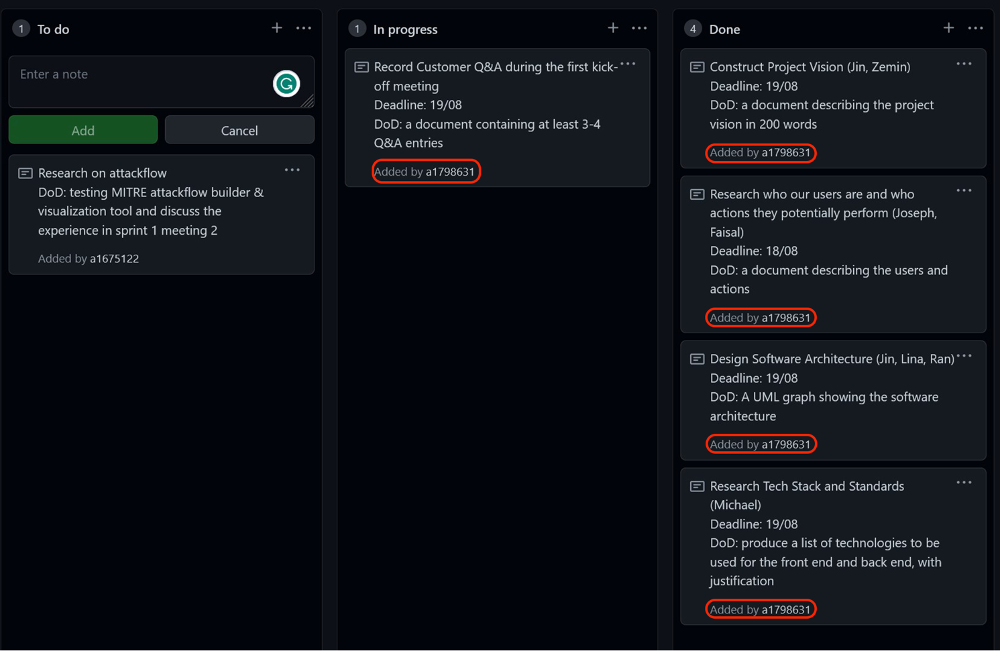 1 To do
Enter a note
Add
Cancel
Research on attackflow
DoD: testing MITRE attackflow builder &
visualization tool and discuss the
experience in sprint 1 meeting 2
Added by a1675122
1 In progress
Record Customer Q&A during the first kick-
off meeting
Deadline: 19/08
DoD: a document containing at least 3-4
Q&A entries
Added by a1798631
4 Done
Construct Project Vision (Jin, Zemin)
Deadline: 19/08
DoD: a document describing the project
vision in 200 words
Added by a1798631
Research who our users are and who
actions they potentially perform (Joseph,
Faisal)
Deadline: 18/08
DoD: a document describing the users and
actions
Added by a1798631
Design Software Architecture (Jin, Lina, Ran)
Deadline: 19/08
DoD: A UML graph showing the software
architecture
Added by a1798631
Research Tech Stack and Standards
(Michael)
Deadline: 19/08
DoD: produce a list of technologies to be
used for the front end and back end, with
justification
Added by a1798631